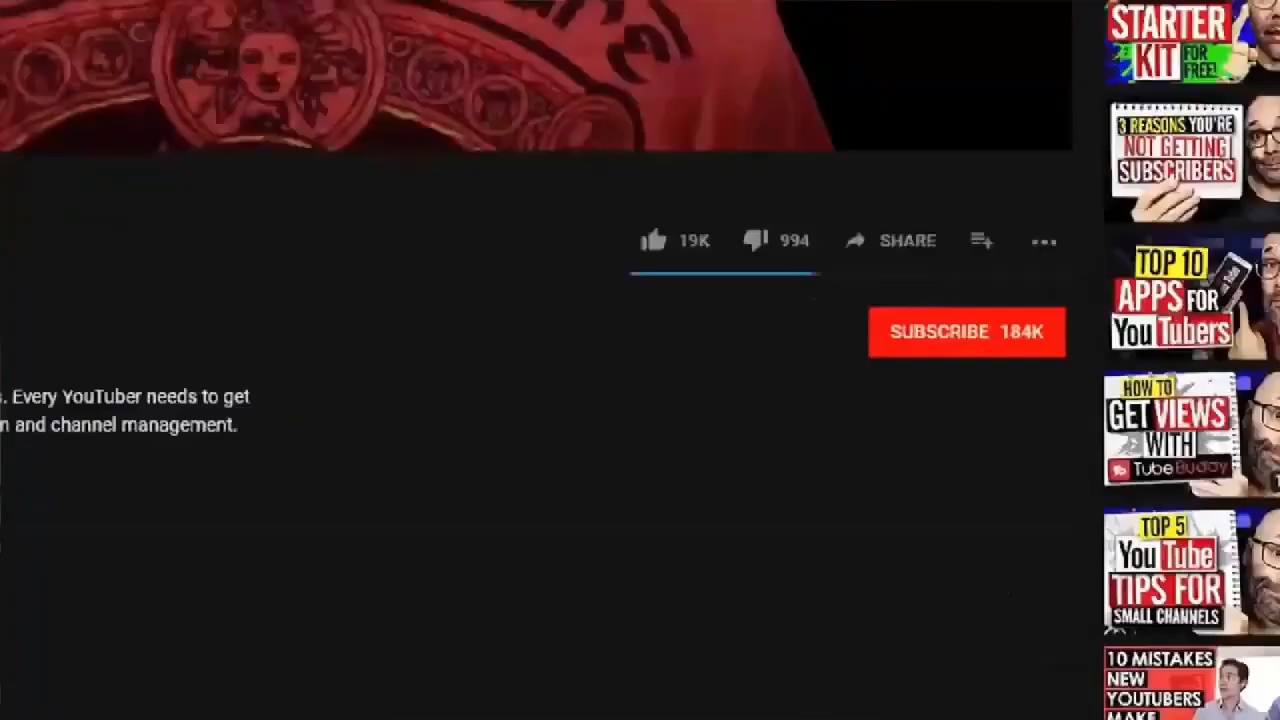 STARTER
KIT FOR
FREE!
3 REASONS YOU'RE
NOT GETTING
SUBSCRIBERS
19K 994 SHARE
TOP 10
APPS FOR
YouTubers
SUBSCRIBE 184K
. Every YouTuber needs to get
n and channel management.
HOW TO
GET VIEWS
WITH
TubeBuddy
TOP 5
YouTube
TIPS FOR
SMALL CHANNELS
10 MISTAKES
NEW
YOUTUBERS
MAKE